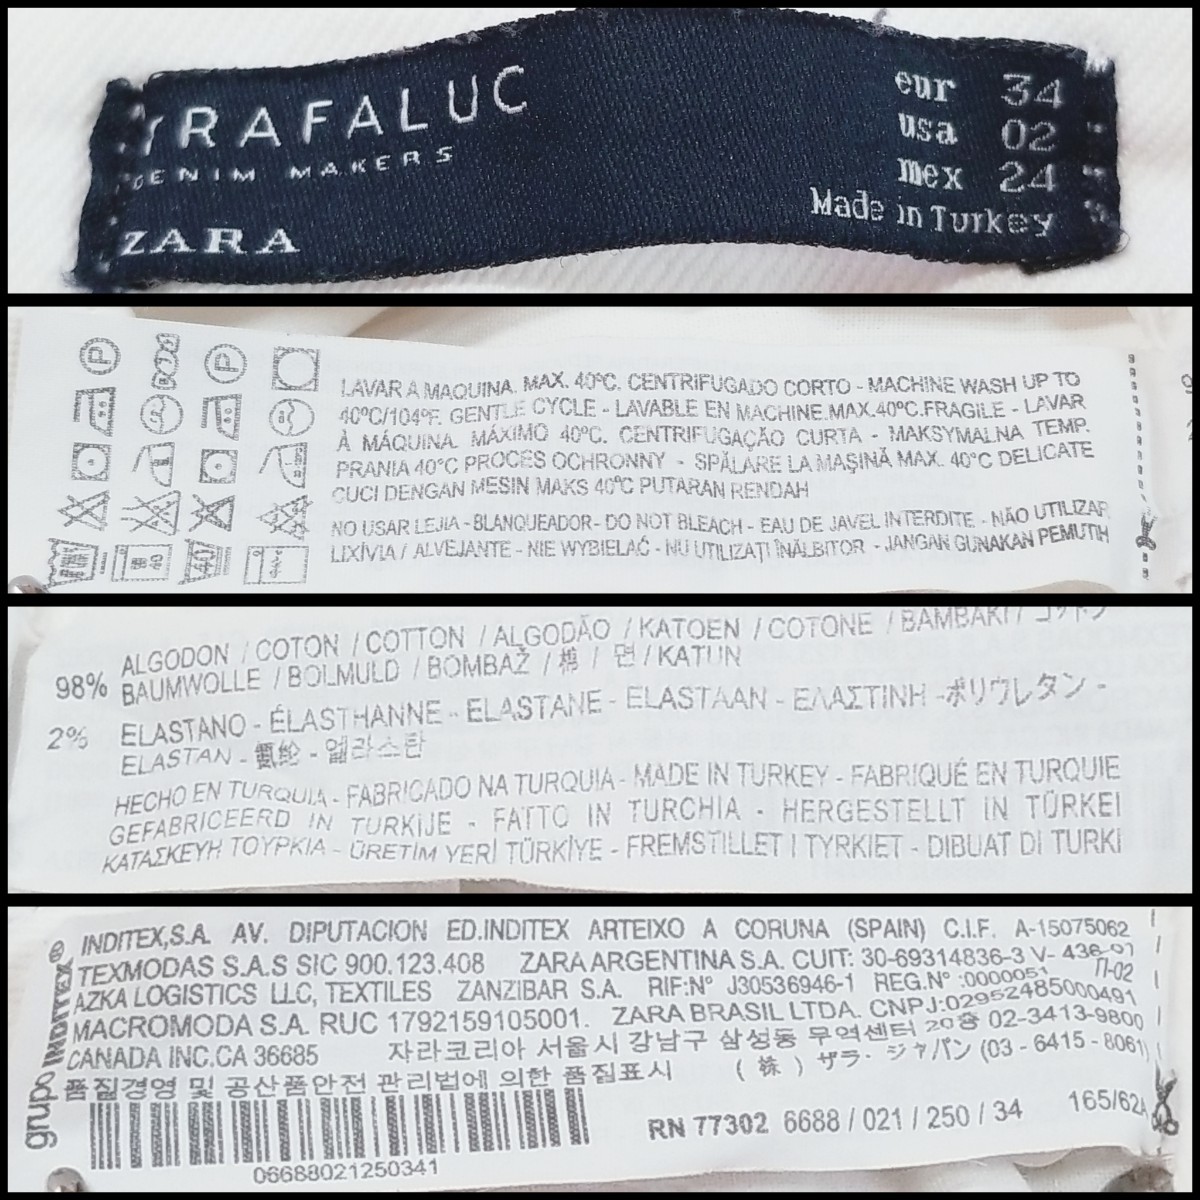 TRAFALUC
DENIM MAKERS
ZARA
eur 34
usa 02
mex 24
Made in Turkey
LAVAR A MAQUINA. MAX. 40ºC. CENTRIFUGADO CORTO - MACHINE WASH UP TO
40ºC/104ºF. GENTLE CYCLE - LAVABLE EN MACHINE.MAX.40ºC.FRAGILE - LAVAR
À MÁQUINA. MÁXIMO 40ºC. CENTRIFUGAÇÃO CURTA - MAKSYMALNA TEMP.
PRANIA 40°C PROCES OCHRONNY - SPĂLARE LA MAŞINĂ MAX. 40°C DELICATE
CUCI DENGAN MESIN MAKS 40ºC PUTARAN RENDAH
NO USAR LEJIA - BLANQUEADOR - DO NOT BLEACH - EAU DE JAVEL INTERDITE - NÃO UTILIZAR
LIXÍVIA / ALVEJANTE - NIE WYBIELAĆ - NU UTILIZAŢI ÎNĂLBITOR - JANGAN GUNAKAN PEMUTIH
98% ALGODON / COTON / COTTON / ALGODÃO / KATOEN / COTONE / BAMBAKI / コットン
BAUMWOLLE / BOLMULD / BOMBAŽ / 棉 / 면 / KATUN
2% ELASTANO - ÉLASTHANNE - ELASTANE - ELASTAAN - ΕΛΑΣΤΙΝΗ -ポリウレタン -
ELASTAN - 氨纶 - 엘라스탄
HECHO EN TURQUIA - FABRICADO NA TURQUIA - MADE IN TURKEY - FABRIQUÉ EN TURQUIE
GEFABRICEERD IN TURKIJE - FATTO IN TURCHIA - HERGESTELLT IN TÜRKEI
ΚΑΤΑΣΚΕΥΗ ΤΟΥΡΚΙΑ - ÜRETİM YERİ TÜRKİYE - FREMSTILLET I TYRKIET - DIBUAT DI TURKI
INDITEX,S.A. AV. DIPUTACION ED.INDITEX ARTEIXO A CORUNA (SPAIN) C.I.F. A-15075062
TEXMODAS S.A.S SIC 900.123.408 ZARA ARGENTINA S.A. CUIT: 30-69314836-3 V- 436-01
AZKA LOGISTICS LLC, TEXTILES ZANZIBAR S.A. RIF:Nº J30536946-1 REG.Nº :0000051 П-02
MACROMODA S.A. RUC 1792159105001. ZARA BRASIL LTDA. CNPJ:02952485000491
CANADA INC.CA 36685 자라코리아 서울시 강남구 삼성동 무역센터 20층 02-3413-9800
품질경영 및 공산품안전 관리법에 의한 품질표시 (株) ザラ・ジャパン (03 - 6415 - 8061)
RN 77302 6688 / 021 / 250 / 34 165/62A
06688021250341
INDITEX
grupo